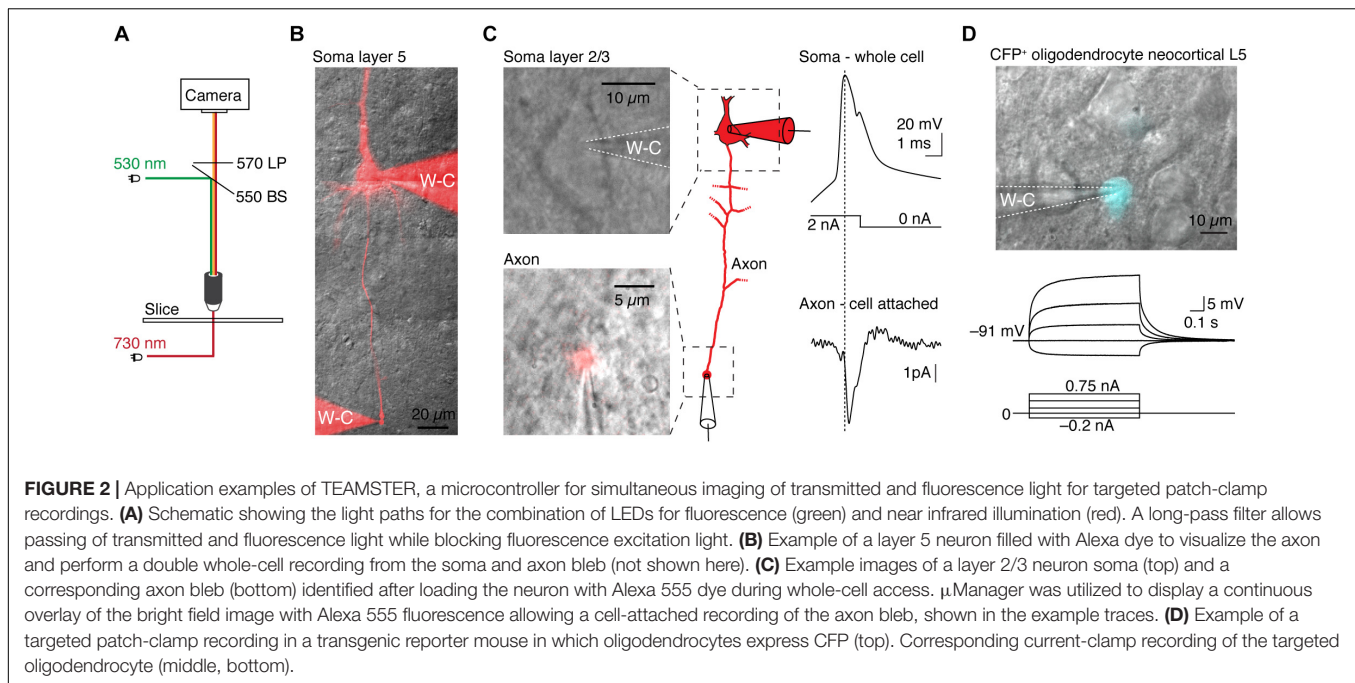 A
Camera
530 nm
570 LP
550 BS
Slice
730 nm
B
Soma layer 5
W-C
W-C
20 µm
C
Soma layer 2/3
10 µm
W-C
Axon
5 µm
Axon
Soma - whole cell
20 mV
1 ms
2 nA
0 nA
Axon - cell attached
1pA
D
CFP⁺ oligodendrocyte neocortical L5
W-C
10 µm
5 mV
0.1 s
−91 mV
0.75 nA
0
−0.2 nA
FIGURE 2 | Application examples of TEAMSTER, a microcontroller for simultaneous imaging of transmitted and fluorescence light for targeted patch-clamp
recordings. (A) Schematic showing the light paths for the combination of LEDs for fluorescence (green) and near infrared illumination (red). A long-pass filter allows
passing of transmitted and fluorescence light while blocking fluorescence excitation light. (B) Example of a layer 5 neuron filled with Alexa dye to visualize the axon
and perform a double whole-cell recording from the soma and axon bleb (not shown here). (C) Example images of a layer 2/3 neuron soma (top) and a
corresponding axon bleb (bottom) identified after loading the neuron with Alexa 555 dye during whole-cell access. µManager was utilized to display a continuous
overlay of the bright field image with Alexa 555 fluorescence allowing a cell-attached recording of the axon bleb, shown in the example traces. (D) Example of a
targeted patch-clamp recording in a transgenic reporter mouse in which oligodendrocytes express CFP (top). Corresponding current-clamp recording of the targeted
oligodendrocyte (middle, bottom).